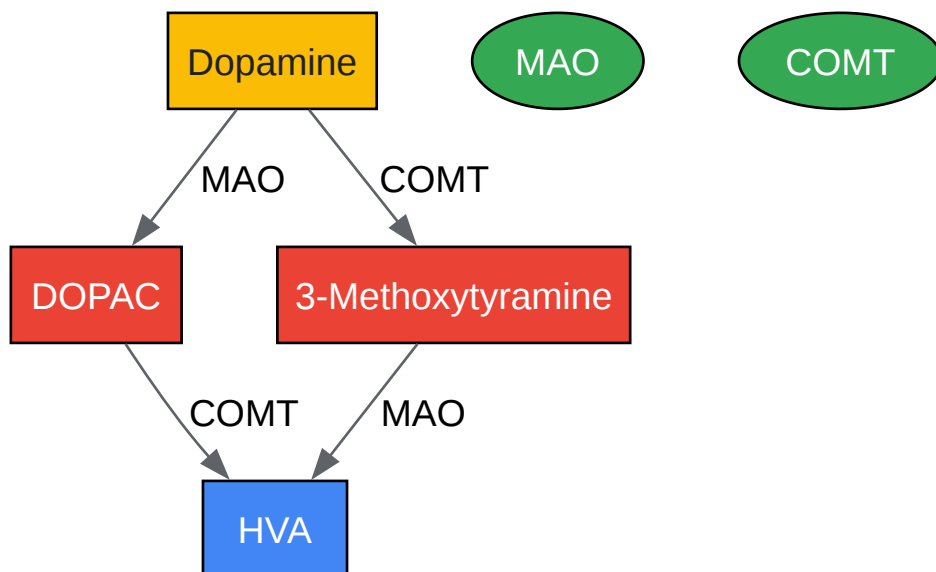 Dopamine
MAO
COMT
MAO
COMT
DOPAC
3-Methoxytyramine
COMT
MAO
HVA